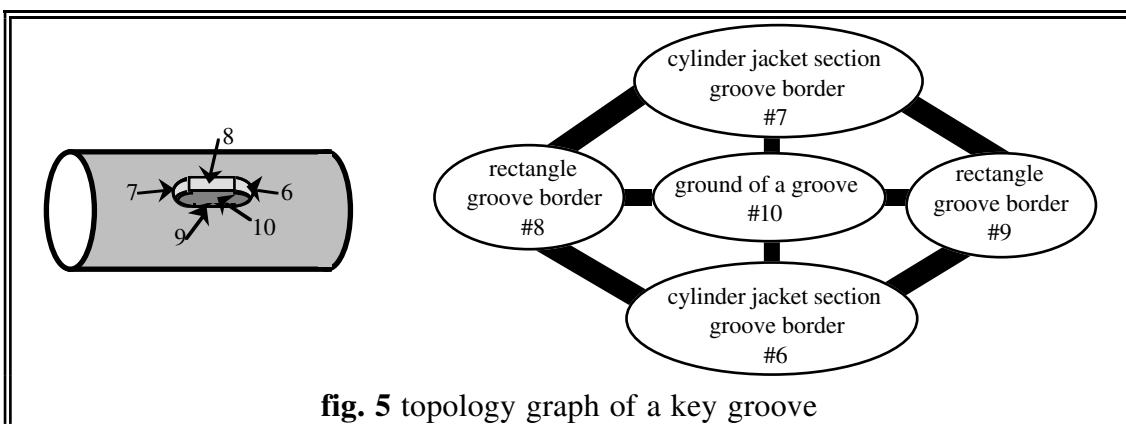 8
7
6
9
10
cylinder jacket section
groove border
#7
rectangle
groove border
#8
ground of a groove
#10
rectangle
groove border
#9
cylinder jacket section
groove border
#6
fig. 5 topology graph of a key groove